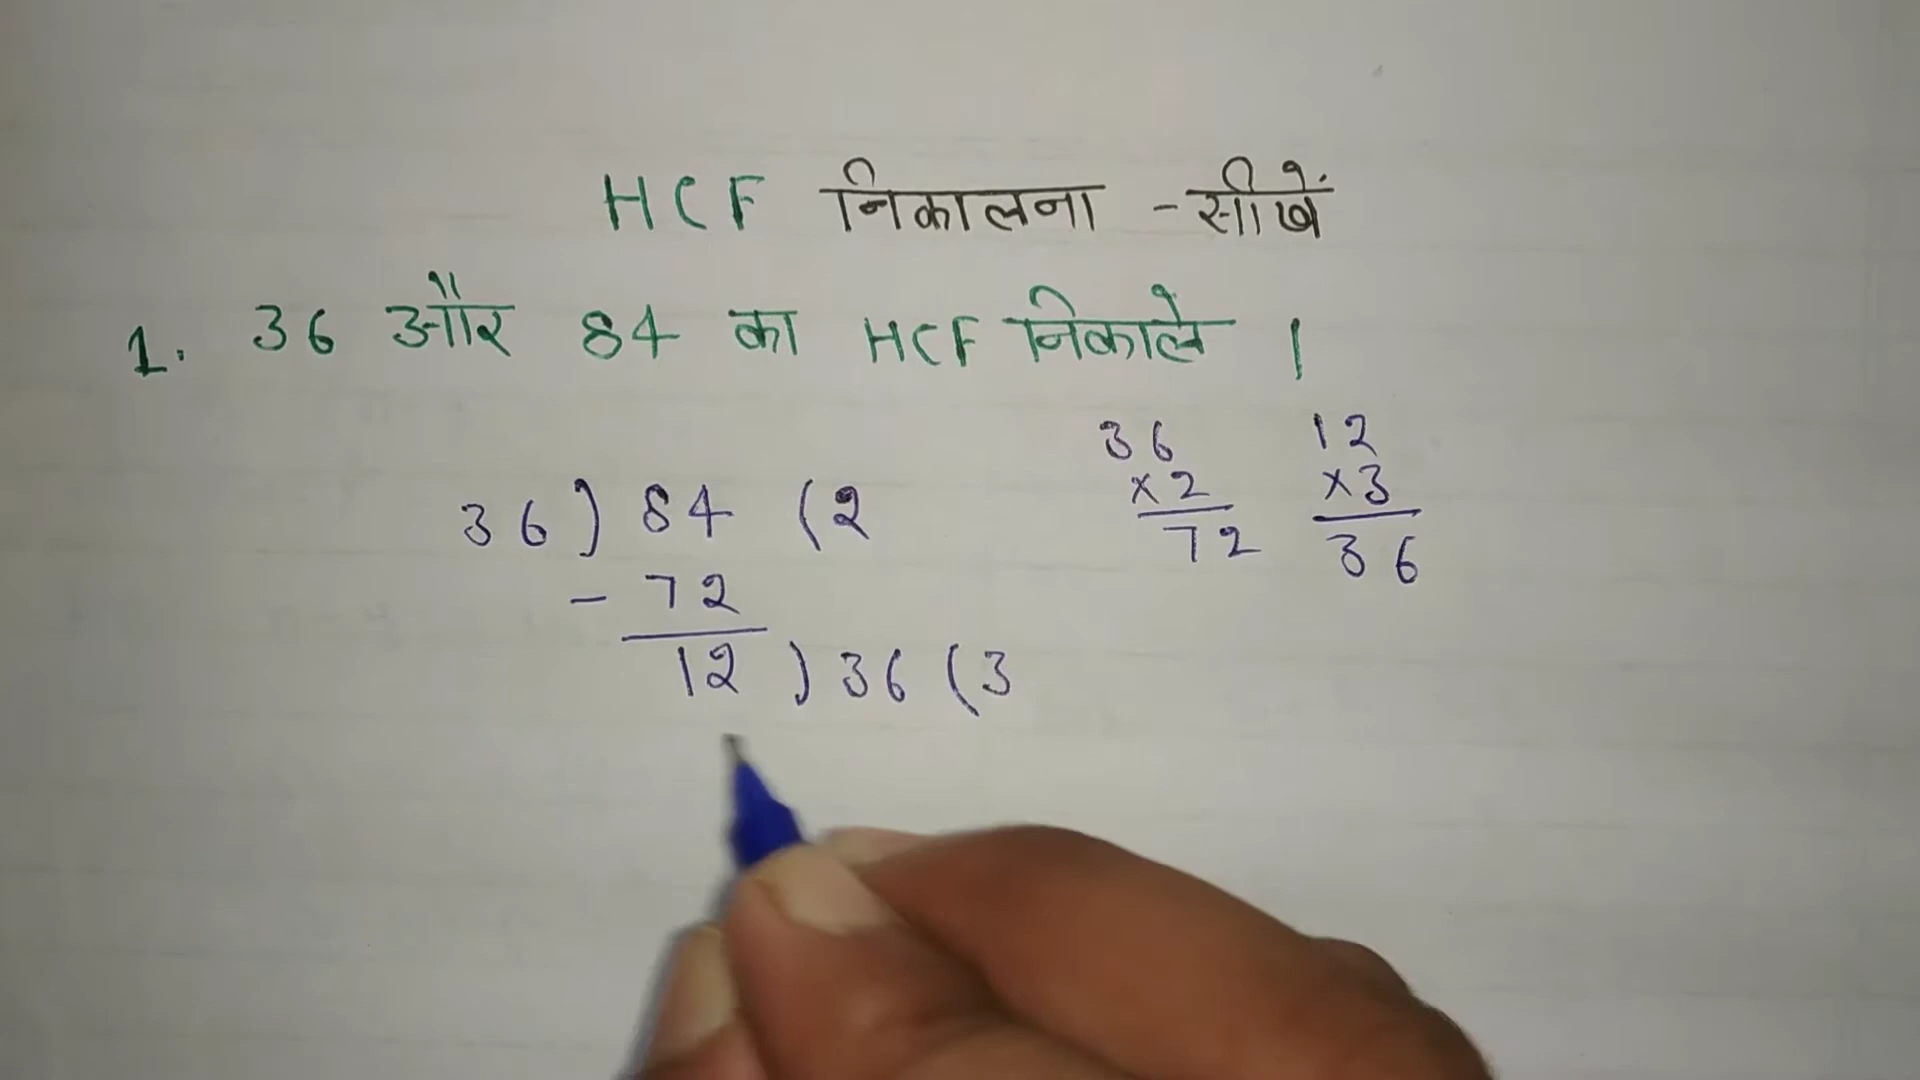 HCF निकालना - सीखें
1. 36 और 84 का HCF निकाले ।
36 ) 84 ( 2
- 72
12 ) 36 ( 3
36
× 2
72
12
× 3
36